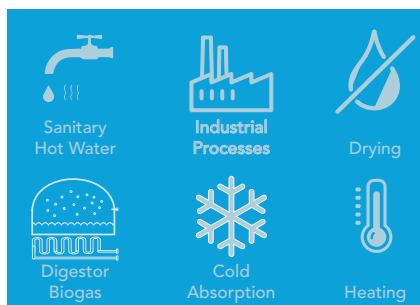 Sanitary
Hot Water
Industrial
Processes
Drying
Digestor
Biogas
Cold
Absorption
Heating